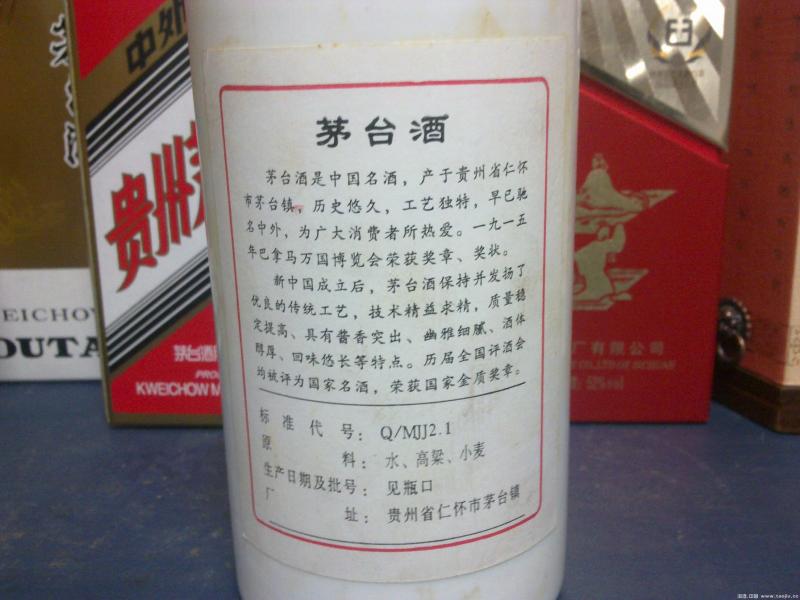 茅台酒
茅台酒是中国名酒，产于贵州省仁怀
市茅台镇，历史悠久，工艺独特，早已驰
名中外，为广大消费者所热爱。一九一五
年巴拿马万国博览会荣获奖章、奖状。
新中国成立后，茅台酒保持并发扬了
优良的传统工艺，技术精益求精，质量稳
定提高、具有酱香突出、幽雅细腻、酒体
醇厚、回味悠长等特点。历届全国评酒会
均被评为国家名酒，荣获国家金质奖章。
标准代号：Q/MJJ2.1
原料：水、高粱、小麦
生产日期及批号：见瓶口
厂址：贵州省仁怀市茅台镇
中外
贵州
茅台酒
KWEICHOW M
EICHOW
OUTA
厂有限公司
52%vol